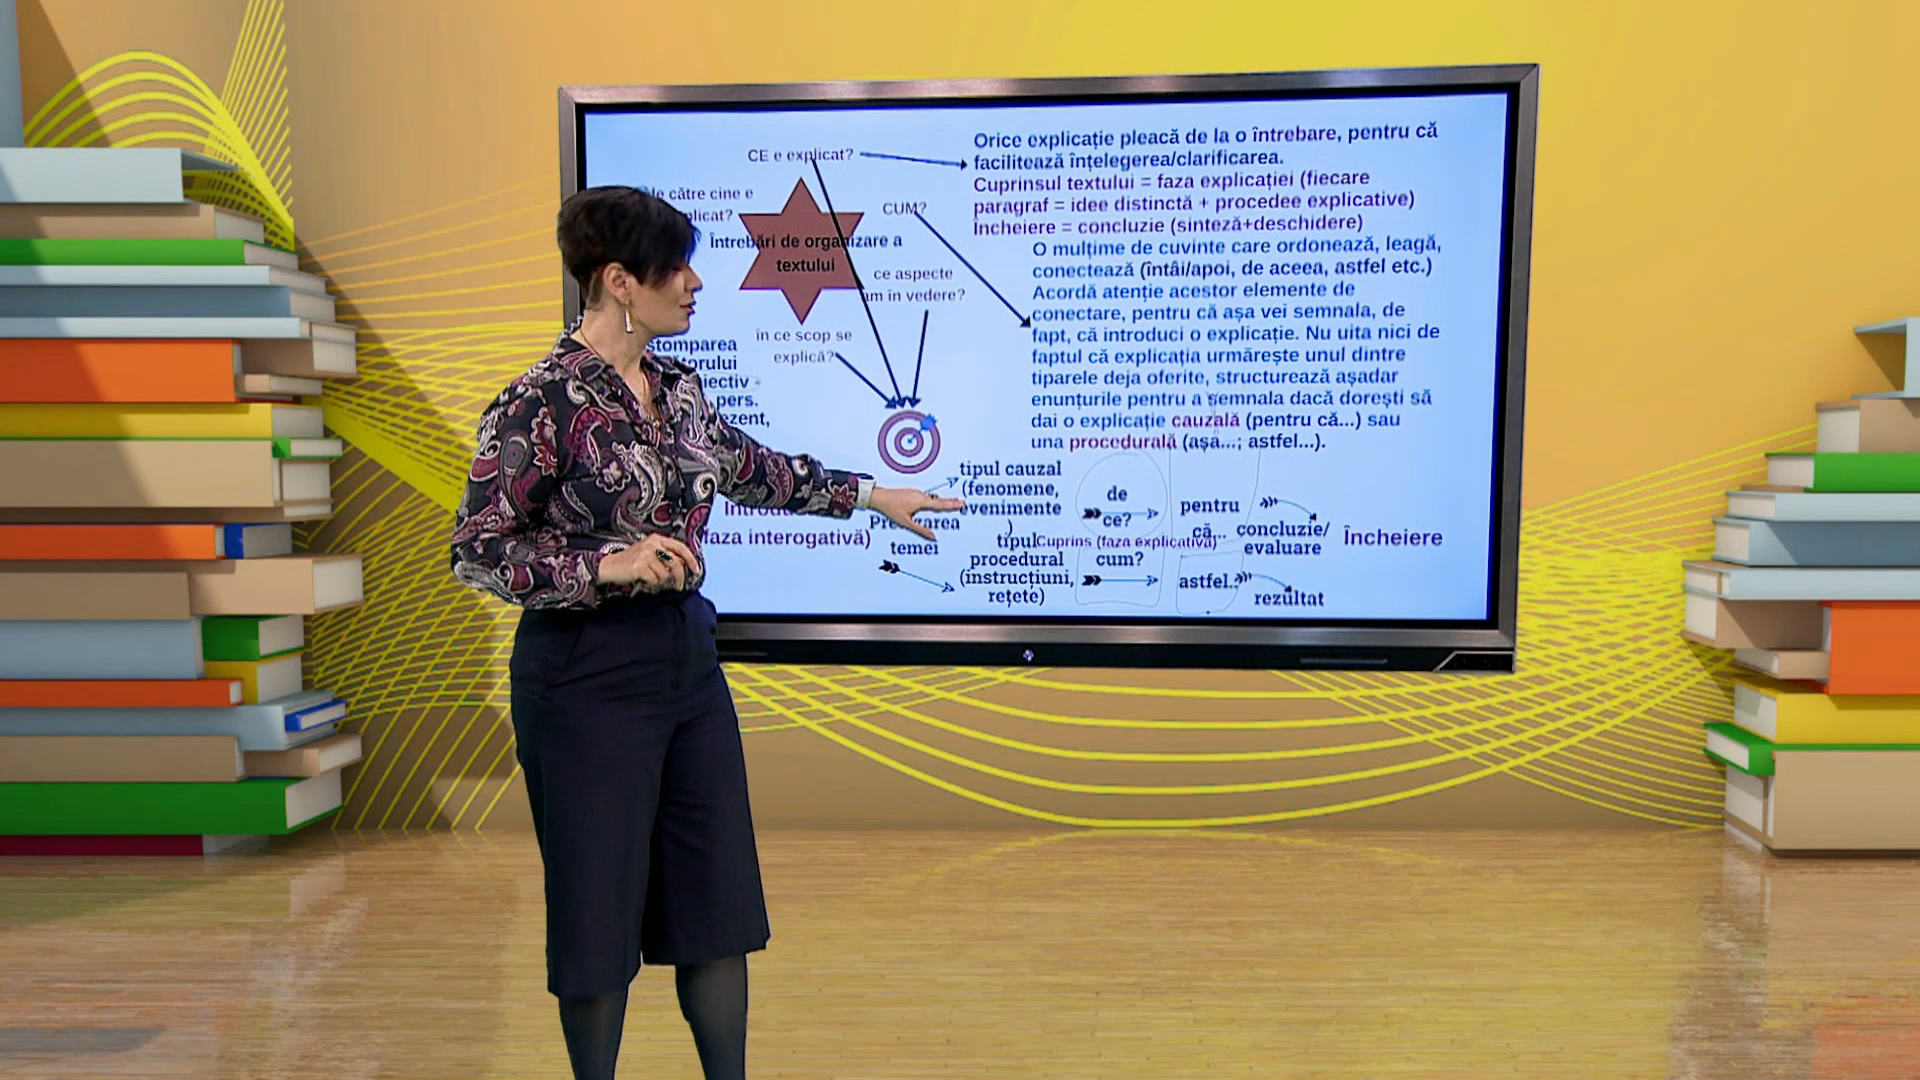 CE e explicat?
Orice explicație pleacă de la o întrebare, pentru că
facilitează înțelegerea/clarificarea.
Cuprinsul textului = faza explicației (fiecare
paragraf = idee distinctă + procedee explicative)
Încheiere = concluzie (sinteză+deschidere)
de către cine e
CUM?
Întrebări de organizare a
textului
ce aspecte
în vedere?
în ce scop se
explică?
O mulțime de cuvinte care ordonează, leagă,
conectează (întâi/apoi, de aceea, astfel etc.)
Acordă atenție acestor elemente de
conectare, pentru că așa vei semnala, de
fapt, că introduci o explicație. Nu uita nici de
faptul că explicația urmărește unul dintre
tiparele deja oferite, structurează așadar
enunțurile pentru a semnala dacă dorești să
dai o explicație cauzală (pentru că...) sau
una procedurală (așa...; astfel...).
pers.
(faza interogativă)
temei
tipul cauzal
(fenomene,
evenimente
)
tipul
procedural
(instrucțiuni,
rețete)
Cuprins (faza explicativă)
de
ce?
cum?
pentru
că...
astfel..
concluzie/
evaluare
rezultat
Încheiere